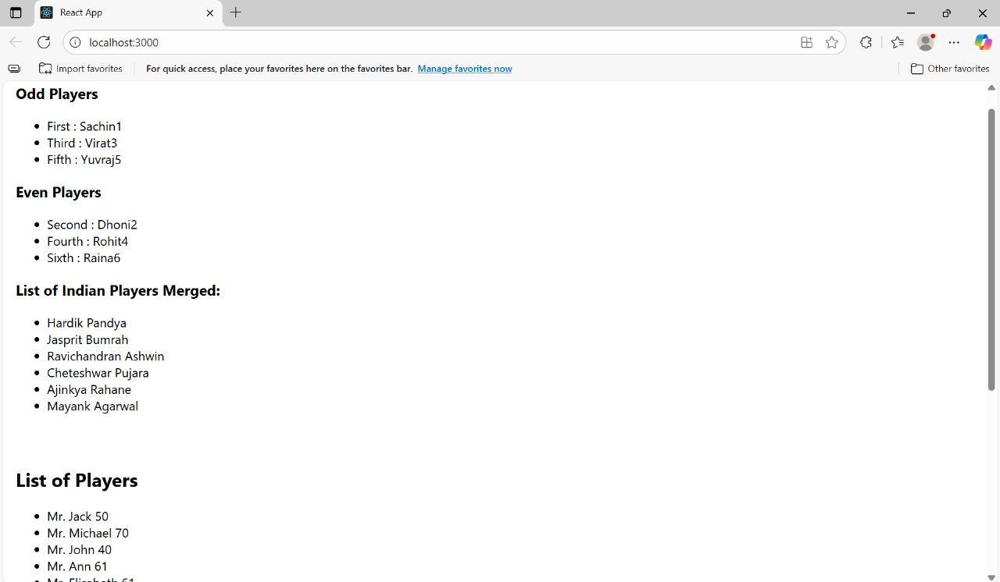 React App
localhost:3000
Import favorites
For quick access, place your favorites here on the favorites bar. Manage favorites now
Other favorites
Odd Players
First : Sachin1
Third : Virat3
Fifth : Yuvraj5
Even Players
Second : Dhoni2
Fourth : Rohit4
Sixth : Raina6
List of Indian Players Merged:
Hardik Pandya
Jasprit Bumrah
Ravichandran Ashwin
Cheteshwar Pujara
Ajinkya Rahane
Mayank Agarwal
List of Players
Mr. Jack 50
Mr. Michael 70
Mr. John 40
Mr. Ann 61
Mr. Elisabeth 61